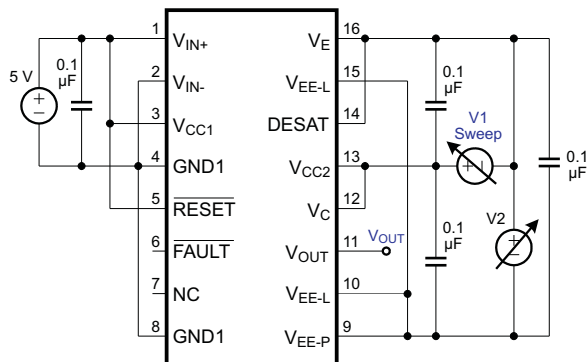 1 V_IN+ V_E 16
5 V 0.1 µF 2 V_IN- V_EE-L 15 0.1 µF
3 V_CC1 DESAT 14 V1 Sweep
4 GND1 V_CC2 13 0.1 µF
5 RESET V_C 12 0.1 µF V2
6 FAULT V_OUT 11 V_OUT
7 NC V_EE-L 10
8 GND1 V_EE-P 9